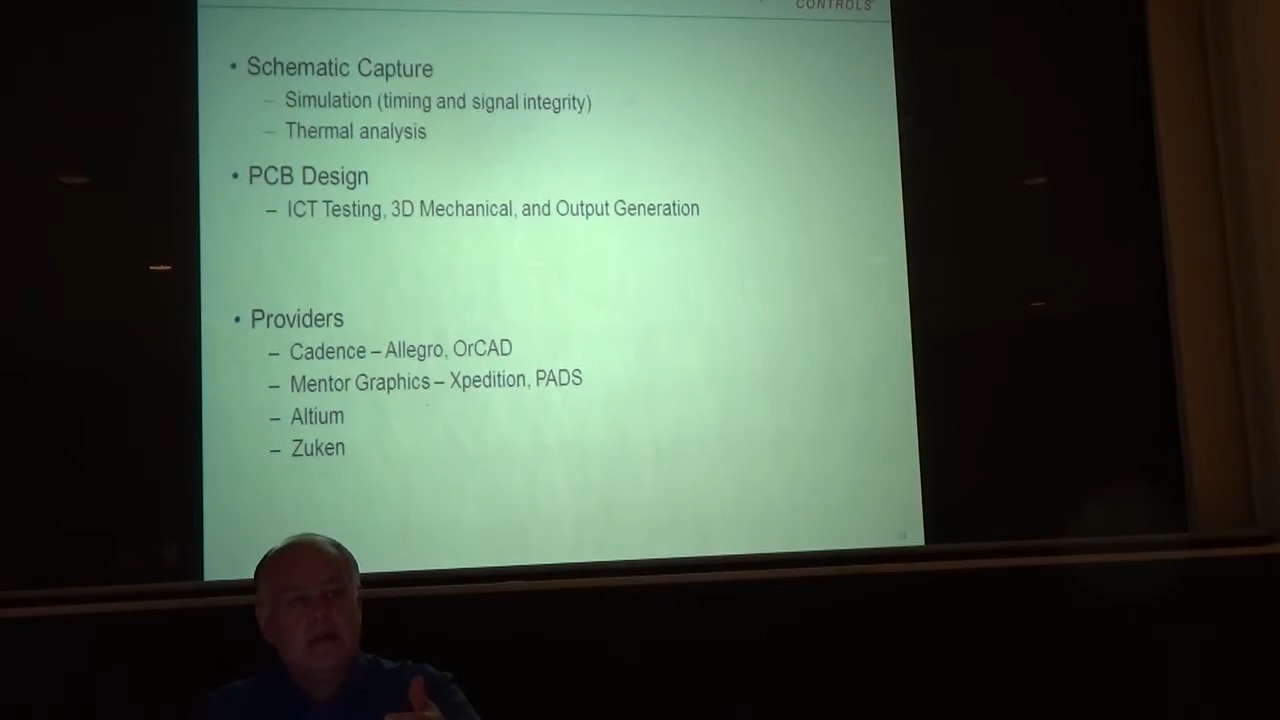 CONTROLS
• Schematic Capture
– Simulation (timing and signal integrity)
– Thermal analysis
• PCB Design
– ICT Testing, 3D Mechanical, and Output Generation
• Providers
– Cadence – Allegro, OrCAD
– Mentor Graphics – Xpedition, PADS
– Altium
– Zuken